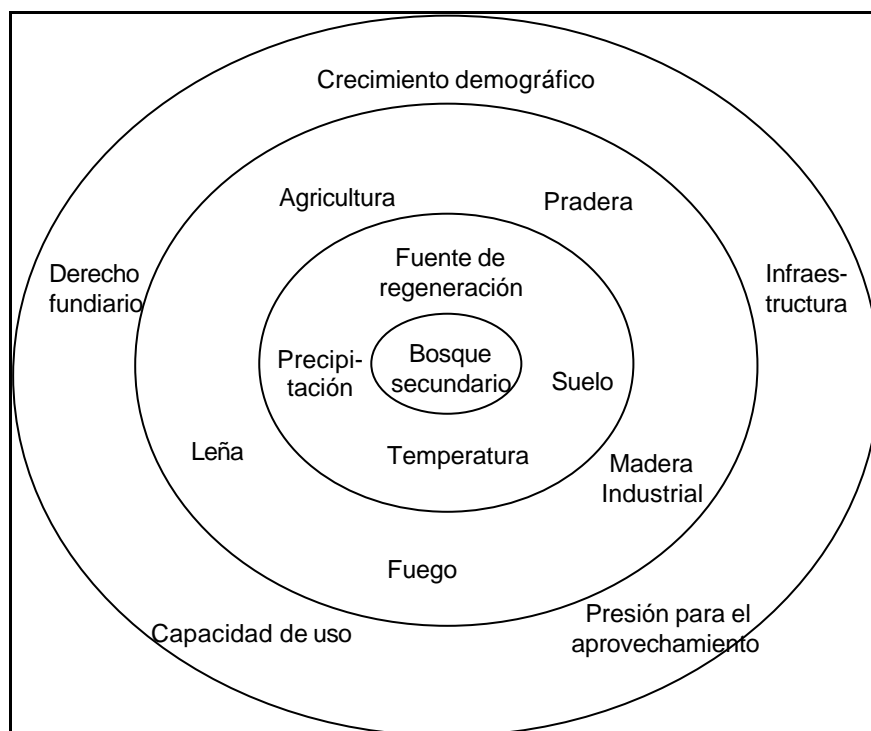 Crecimiento demográfico
Agricultura
Pradera
Derecho
fundiario
Infraes-
tructura
Fuente de
regeneración
Precipi-
tación
Bosque
secundario
Suelo
Temperatura
Leña
Madera
Industrial
Fuego
Capacidad de uso
Presión para el
aprovechamiento